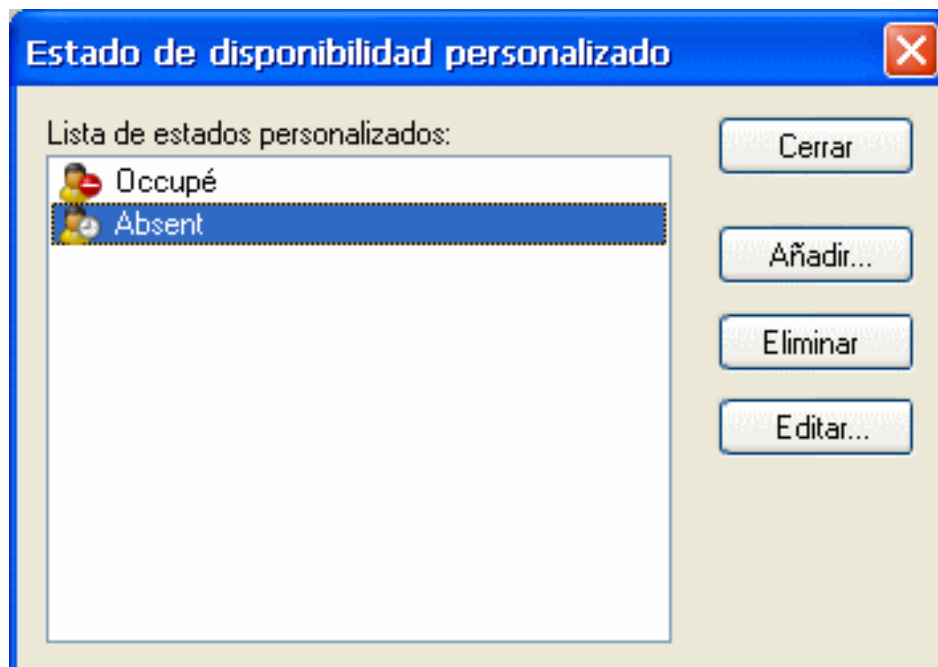 Estado de disponibilidad personalizado
Lista de estados personalizados:
Occupé
Absent
Cerrar
Añadir...
Eliminar
Editar...